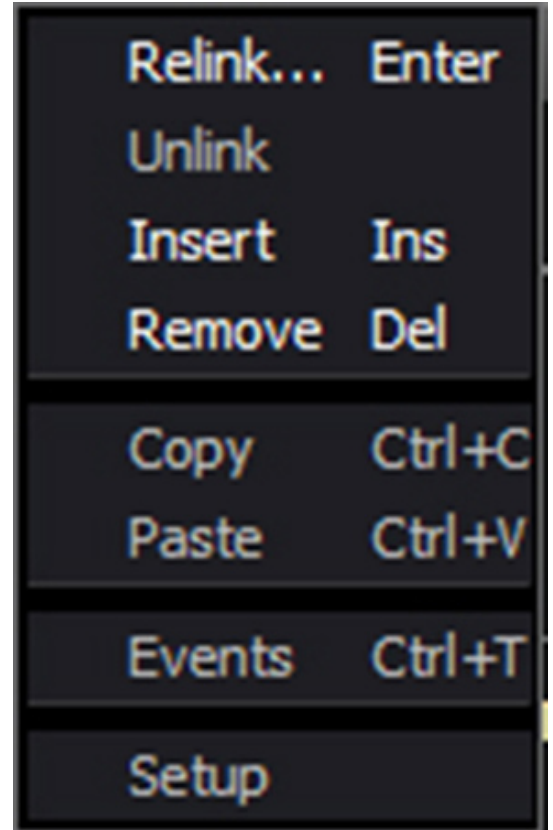 Relink... Enter
Unlink
Insert Ins
Remove Del
Copy Ctrl+C
Paste Ctrl+V
Events Ctrl+T
Setup